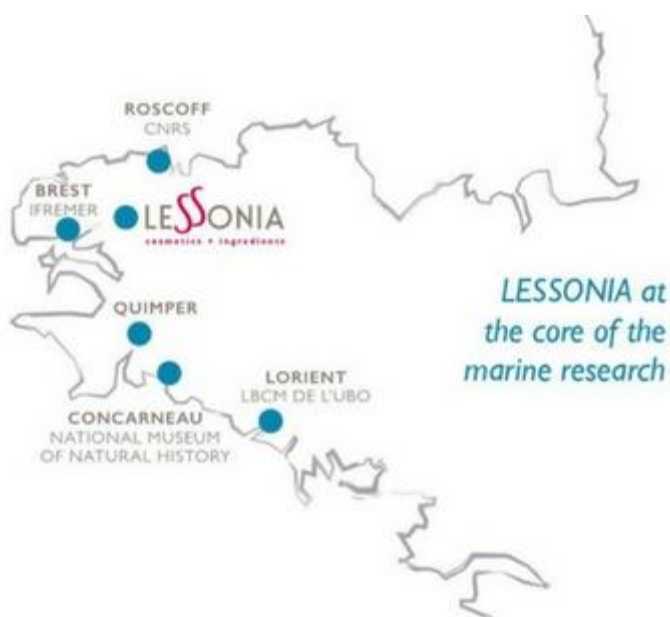 ROSCOFF
CNRS
BREST
IFREMER
LESSONIA
cosmetics • ingredients
QUIMPER
LESSONIA at
the core of the
marine research
LORIENT
LBCM DE L'UBO
CONCARNEAU
NATIONAL MUSEUM
OF NATURAL HISTORY